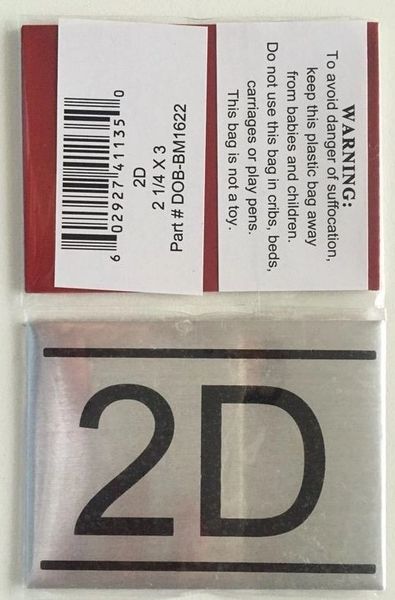 WARNING:
To avoid danger of suffocation,
keep this plastic bag away
from babies and children.
Do not use this bag in cribs, beds,
carriages or play pens.
This bag is not a toy.
6 02927 41135 0
2D
2 1/4 X 3
Part # DOB-BM1622
2D